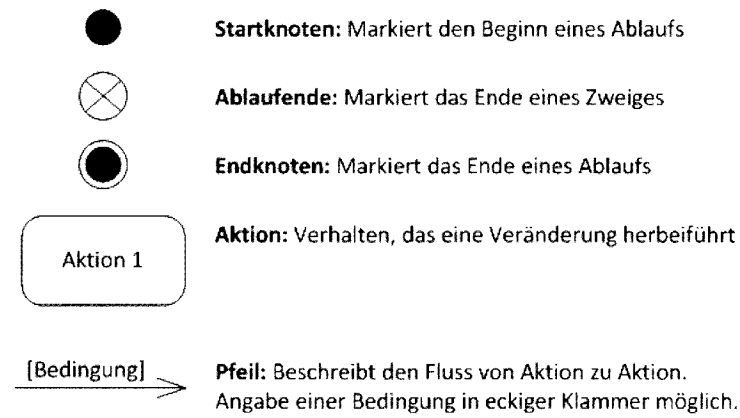 Startknoten: Markiert den Beginn eines Ablaufs
Ablaufende: Markiert das Ende eines Zweiges
Endknoten: Markiert das Ende eines Ablaufs
Aktion 1
Aktion: Verhalten, das eine Veränderung herbeiführt
[Bedingung]
Pfeil: Beschreibt den Fluss von Aktion zu Aktion.
Angabe einer Bedingung in eckiger Klammer möglich.